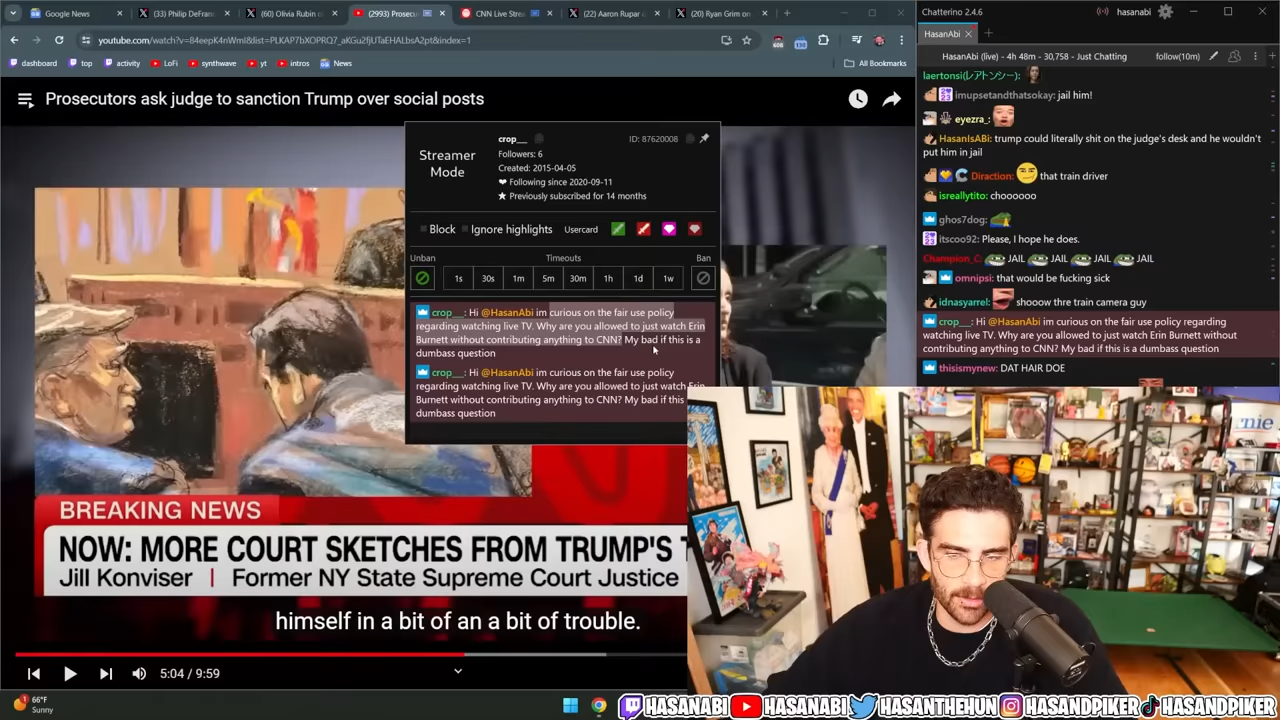 Google News
(33) Philip DeFran
(60) Olivia Rubin o
(2993) Prosecu
CNN Live Stre
(22) Aaron Rupar
(20) Ryan Grim on
youtube.com/watch?v=84eepK4nWmI&list=PLKAP7bXOPRQ7_aKGu2fjUTaEHALbsA2pt&index=1
dashboard
top
activity
LoFi
synthwave
yt
intros
News
All Bookmarks
Prosecutors ask judge to sanction Trump over social posts
Streamer
Mode
crop__
ID: 87620008
Followers: 6
Created: 2015-04-05
Following since 2020-09-11
Previously subscribed for 14 months
Block
Ignore highlights
Usercard
Unban
Timeouts
Ban
1s 30s 1m 5m 30m 1h 1d 1w
crop__: Hi @HasanAbi im curious on the fair use policy
regarding watching live TV. Why are you allowed to just watch Erin
Burnett without contributing anything to CNN? My bad if this is a
dumbass question
crop__: Hi @HasanAbi im curious on the fair use policy
regarding watching live TV. Why are you allowed to just watch Erin
Burnett without contributing anything to CNN? My bad if this
dumbass question
BREAKING NEWS
NOW: MORE COURT SKETCHES FROM TRUMP'S T
Jill Konviser | Former NY State Supreme Court Justice
himself in a bit of an a bit of trouble.
5:04 / 9:59
66°F
Sunny
Chatterino 2.4.6
hasanabi
HasanAbi
HasanAbi (live) - 4h 48m - 30,758 - Just Chatting
follow(10m)
laertonsi(レアトンシー):
imupsetandthatsokay: jail him!
eyezra_:
HasanIsABi: trump could literally shit on the judge's desk and he wouldn't
put him in jail
Diraction: that train driver
isreallytito: choooooo
ghos7dog:
itscoo92: Please, I hope he does.
Champion_C: JAIL JAIL JAIL JAIL
omnipsi: that would be fucking sick
idnasyarrel: shooow thre train camera guy
crop__: Hi @HasanAbi im curious on the fair use policy regarding
watching live TV. Why are you allowed to just watch Erin Burnett without
contributing anything to CNN? My bad if this is a dumbass question
thisismynew: DAT HAIR DOE
HASANABI
HASANABI
HASANTHEHUN
HASANDPIKER
HASANDPIKER